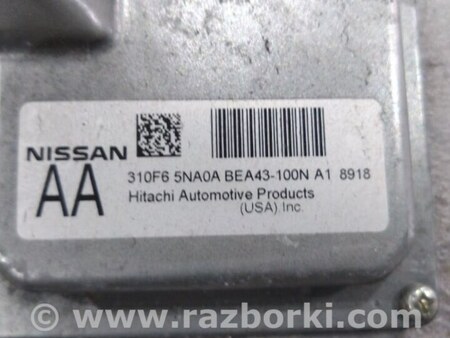 NISSAN
AA
310F6 5NA0A BEA43-100N A1 8918
Hitachi Automotive Products
(USA).Inc.
© www.razborki.com